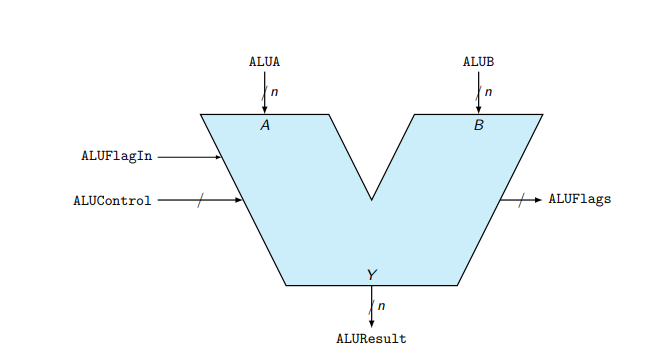 ALUA
ALUB
n
n
A
B
ALUFlagIn
ALUControl
ALUFlags
Y
n
ALUResult